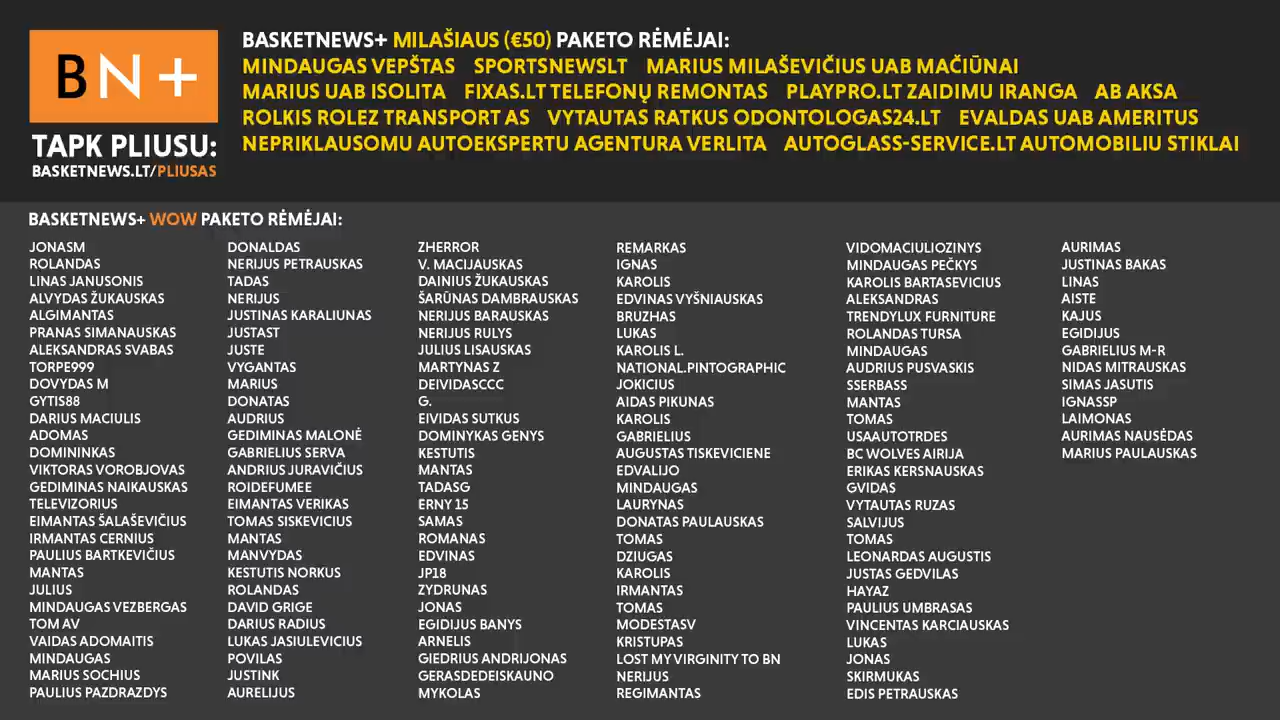 BN+
TAPK PLIUSU:
BASKETNEWS.LT/PLIUSAS
BASKETNEWS+ MILAŠIAUS (€50) PAKETO RĖMĖJAI:
MINDAUGAS VEPŠTAS SPORTSNEWSLT MARIUS MILAŠEVIČIUS UAB MAČIŪNAI
MARIUS UAB ISOLITA FIXAS.LT TELEFONŲ REMONTAS PLAYPRO.LT ZAIDIMU IRANGA AB AKSA
ROLKIS ROLEZ TRANSPORT AS VYTAUTAS RATKUS ODONTOLOGAS24.LT EVALDAS UAB AMERITUS
NEPRIKLAUSOMU AUTOEKSPERTU AGENTURA VERLITA AUTOGLASS-SERVICE.LT AUTOMOBILIU STIKLAI
BASKETNEWS+ WOW PAKETO RĖMĖJAI:
JONASM
ROLANDAS
LINAS JANUSONIS
ALVYDAS ŽUKAUSKAS
ALGIMANTAS
PRANAS SIMANAUSKAS
ALEKSANDRAS SVABAS
TORPE999
DOVYDAS M
GYTIS88
DARIUS MACIULIS
ADOMAS
DOMININKAS
VIKTORAS VOROBJOVAS
GEDIMINAS NAIKAUSKAS
TELEVIZORIUS
EIMANTAS ŠALAŠEVIČIUS
IRMANTAS CERNIUS
PAULIUS BARTKEVIČIUS
MANTAS
JULIUS
MINDAUGAS VEZBERGAS
TOM AV
VAIDAS ADOMAITIS
MINDAUGAS
MARIUS SOCHIUS
PAULIUS PAZDRAZDYS
DONALDAS
NERIJUS PETRAUSKAS
TADAS
NERIJUS
JUSTINAS KARALIUNAS
JUSTAST
JUSTE
VYGANTAS
MARIUS
DONATAS
AUDRIUS
GEDIMINAS MALONĖ
GABRIELIUS SERVA
ANDRIUS JURAVIČIUS
ROIDEFUMEE
EIMANTAS VERIKAS
TOMAS SISKEVICIUS
MANTAS
MANVYDAS
KESTUTIS NORKUS
ROLANDAS
DAVID GRIGE
DARIUS RADIUS
LUKAS JASIULEVICIUS
POVILAS
JUSTINK
AURELIJUS
ZHERROR
V. MACIJAUSKAS
DAINIUS ŽUKAUSKAS
ŠARŪNAS DAMBRAUSKAS
NERIJUS BARAUSKAS
NERIJUS RULYS
JULIUS LISAUSKAS
MARTYNAS Z
DEIVIDASCCC
G.
EIVIDAS SUTKUS
DOMINYKAS GENYS
KESTUTIS
MANTAS
TADASG
ERNY 15
SAMAS
ROMANAS
EDVINAS
JP18
ZYDRUNAS
JONAS
EGIDIJUS BANYS
ARNELIS
GIEDRIUS ANDRIJONAS
GERASDEDEISKAUNO
MYKOLAS
REMARKAS
IGNAS
KAROLIS
EDVINAS VYŠNIAUSKAS
BRUZHAS
LUKAS
KAROLIS L.
NATIONAL.PINTOGRAPHIC
JOKICIUS
AIDAS PIKUNAS
KAROLIS
GABRIELIUS
AUGUSTAS TISKEVICIENE
EDVALIJO
MINDAUGAS
LAURYNAS
DONATAS PAULAUSKAS
TOMAS
DZIUGAS
KAROLIS
IRMANTAS
TOMAS
MODESTASV
KRISTUPAS
LOST MY VIRGINITY TO BN
NERIJUS
REGIMANTAS
VIDOMACIULIOZINYS
MINDAUGAS PEČKYS
KAROLIS BARTASEVICIUS
ALEKSANDRAS
TRENDYLUX FURNITURE
ROLANDAS TURSA
MINDAUGAS
AUDRIUS PUSVASKIS
SSERBASS
MANTAS
TOMAS
USAAUTOTRDES
BC WOLVES AIRIJA
ERIKAS KERSNAUSKAS
GVIDAS
VYTAUTAS RUZAS
SALVIJUS
TOMAS
LEONARDAS AUGUSTIS
JUSTAS GEDVILAS
HAYAZ
PAULIUS UMBRASAS
VINCENTAS KARCIAUSKAS
LUKAS
JONAS
SKIRMUKAS
EDIS PETRAUSKAS
AURIMAS
JUSTINAS BAKAS
LINAS
AISTE
KAJUS
EGIDIJUS
GABRIELIUS M-R
NIDAS MITRAUSKAS
SIMAS JASUTIS
IGNASSP
LAIMONAS
AURIMAS NAUSĖDAS
MARIUS PAULAUSKAS